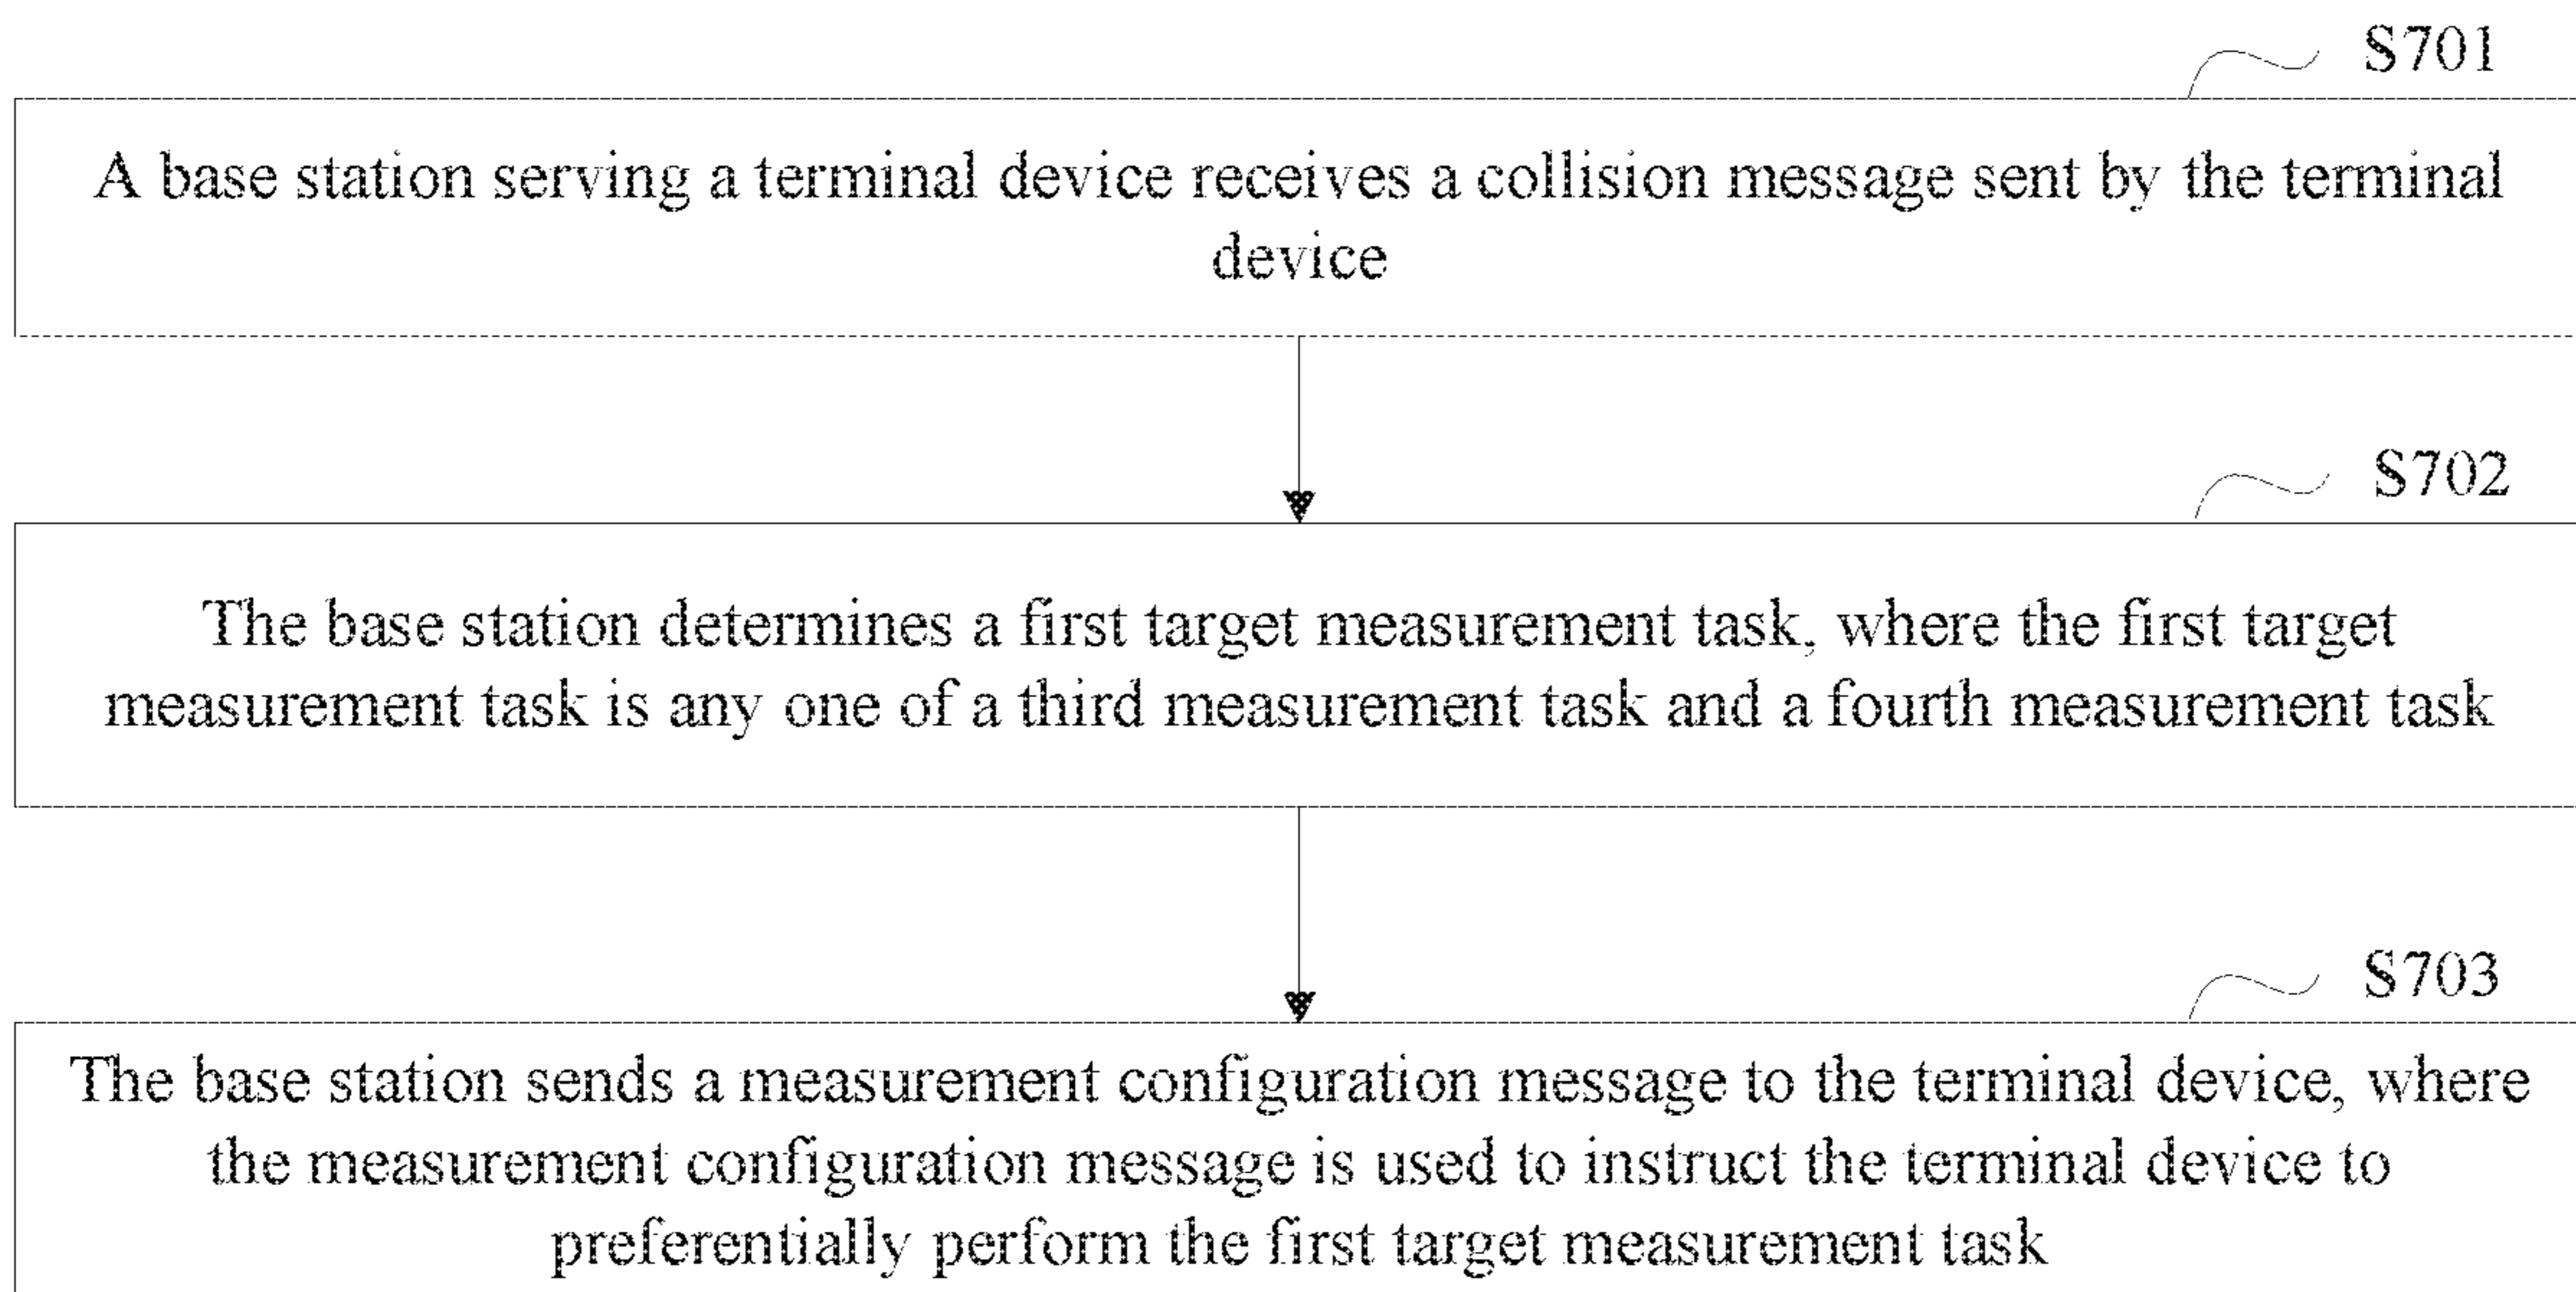 S701
A base station serving a terminal device receives a collision message sent by the terminal
device
S702
The base station determines a first target measurement task, where the first target
measurement task is any one of a third measurement task and a fourth measurement task
S703
The base station sends a measurement configuration message to the terminal device, where
the measurement configuration message is used to instruct the terminal device to
preferentially perform the first target measurement task